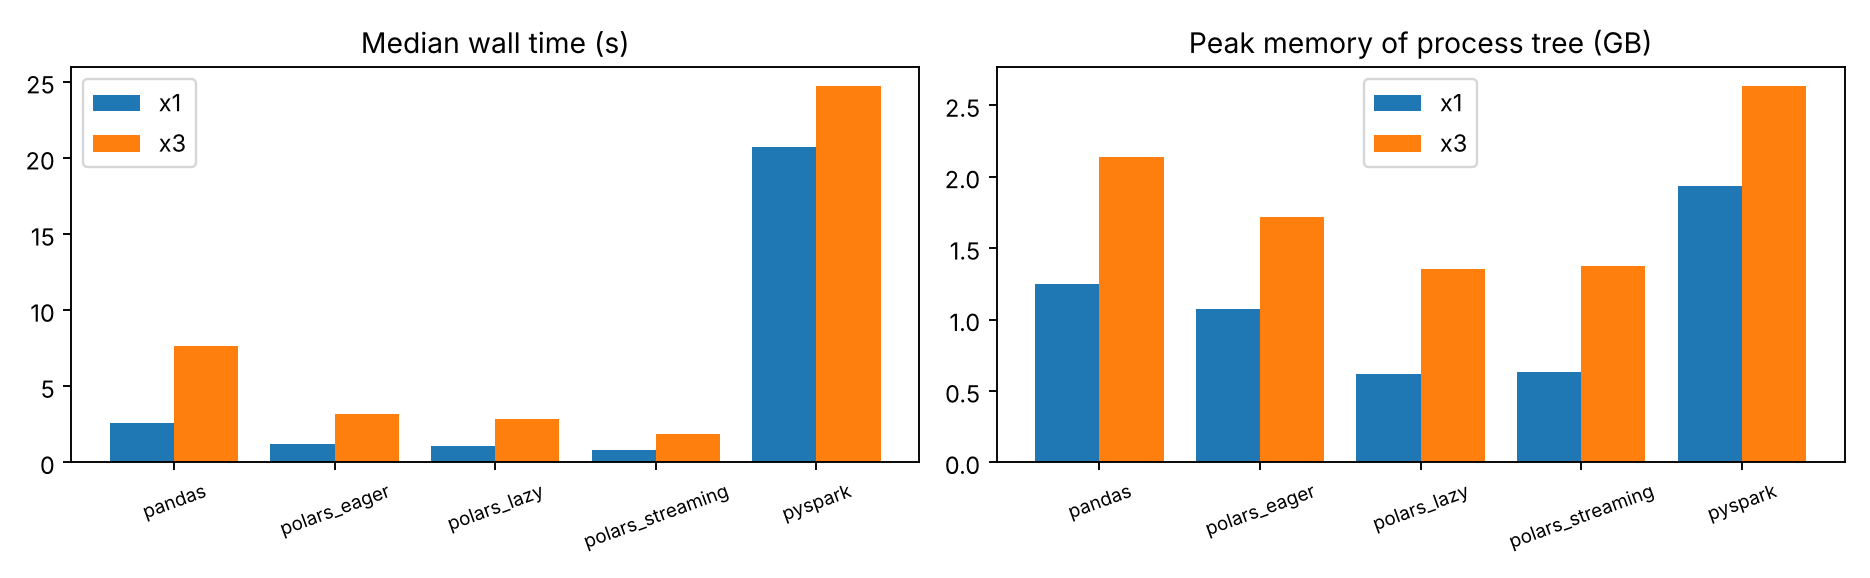 Median wall time (s)
25
20
15
10
5
0
x1
x3
pandas
polars_eager
polars_lazy
polars_streaming
pyspark
Peak memory of process tree (GB)
2.5
2.0
1.5
1.0
0.5
0.0
x1
x3
pandas
polars_eager
polars_lazy
polars_streaming
pyspark